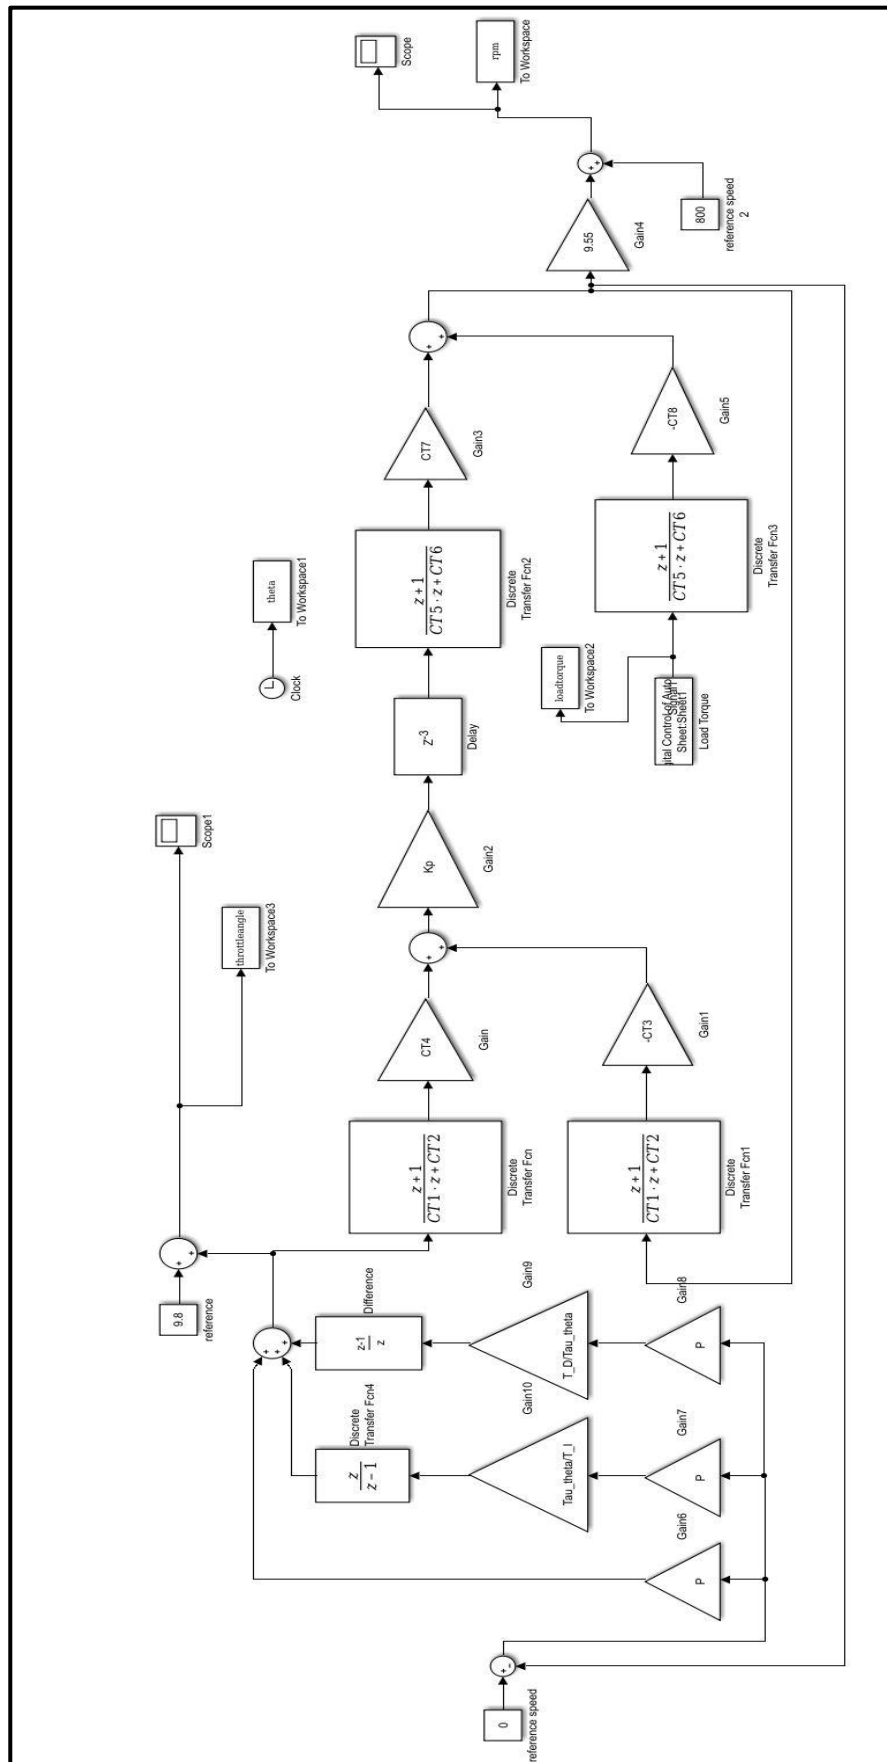 0
reference speed
+
-
P
Gain6
P
Gain7
P
Gain8
Tau_theta/T_I
Gain10
T_D/Tau_theta
Gain9
z
z - 1
Discrete
Transfer Fcn4
z-1
z
Difference
+
+
+
9.8
reference
+
+
throttleangle
To Workspace3
Scope1
z + 1
CT1 · z + CT2
Discrete
Transfer Fcn
CT4
Gain
z + 1
CT1 · z + CT2
Discrete
Transfer Fcn1
-CT3
Gain1
+
+
Kp
Gain2
Z-3
Delay
Clock
theta
To Workspace1
z + 1
CT5 · z + CT6
Discrete
Transfer Fcn2
CT7
Gain3
Sheet:Sheet1
Load Torque
loadtorque
To Workspace2
z + 1
CT5 · z + CT6
Discrete
Transfer Fcn3
-CT8
Gain5
+
+
9.55
Gain4
800
reference speed
2
+
+
Scope
rpm
To Workspace